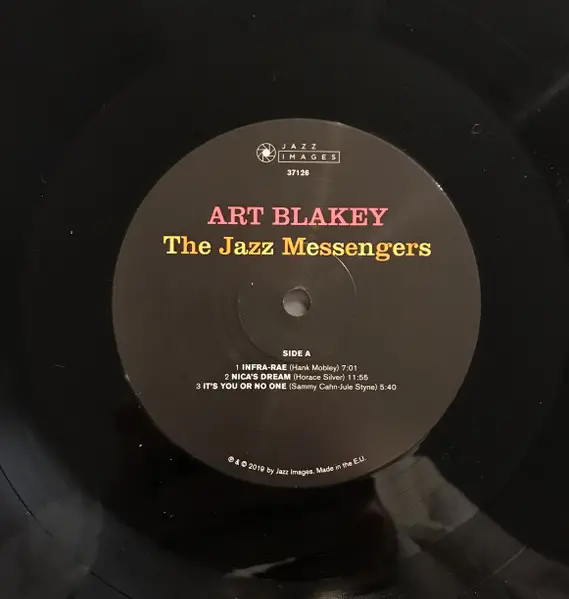 JAZZ
IMAGES
37126
ART BLAKEY
The Jazz Messengers
SIDE A
1 INFRA-RAE (Hank Mobley) 7:01
2 NICA'S DREAM (Horace Silver) 11:55
3 IT'S YOU OR NO ONE (Sammy Cahn-Jule Styne) 5:40
℗ & © 2019 by Jazz Images. Made in the E.U.